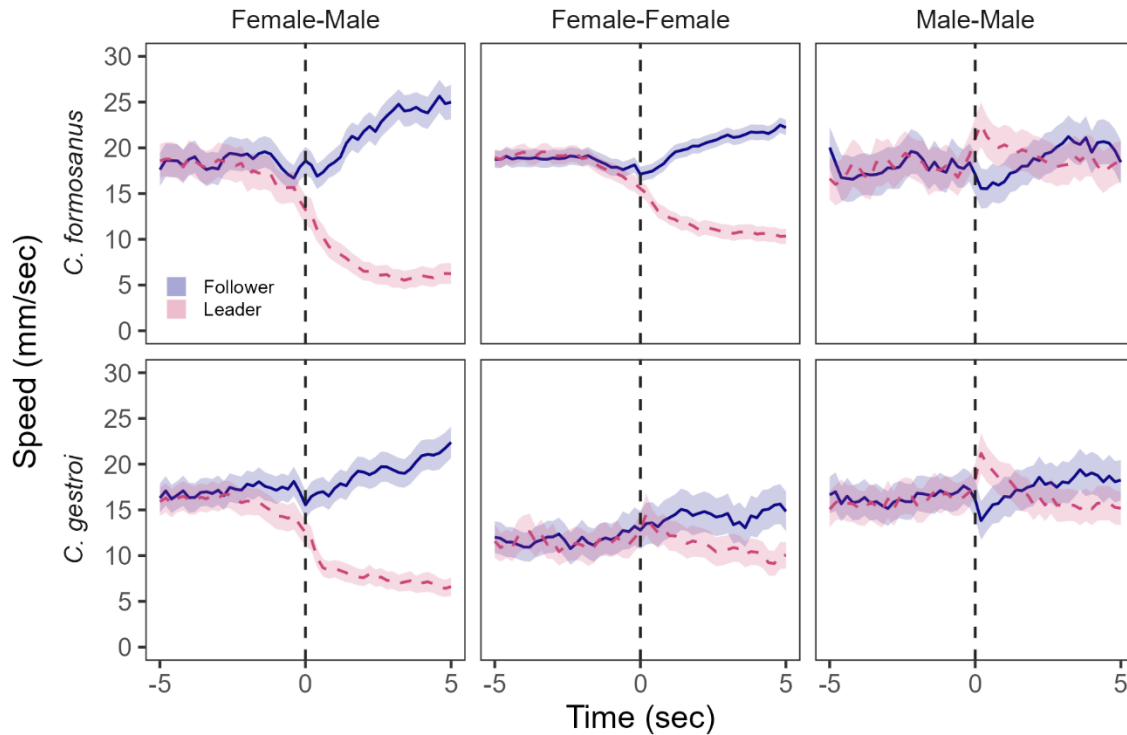 Female-Male Female-Female Male-Male
Speed (mm/sec)
C. formosanus
30
25
20
15
10
5
0
Follower
Leader
C. gestroi
30
25
20
15
10
5
0
-5 0 5 -5 0 5 -5 0 5
Time (sec)